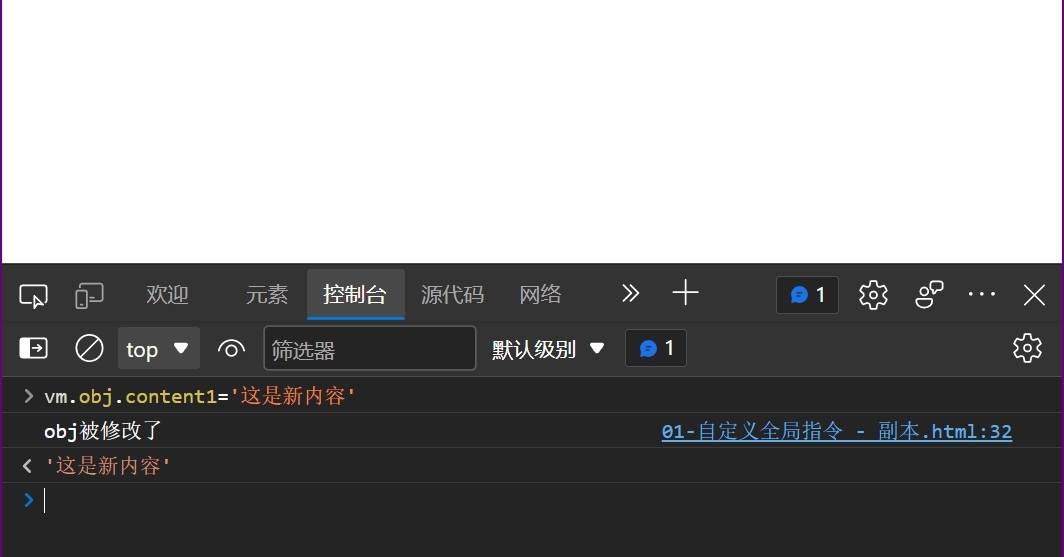 欢迎 元素 控制台 源代码 网络 1
top 筛选器 默认级别 1
vm.obj.content1='这是新内容'
obj被修改了 01-自定义全局指令 - 副本.html:32
'这是新内容'